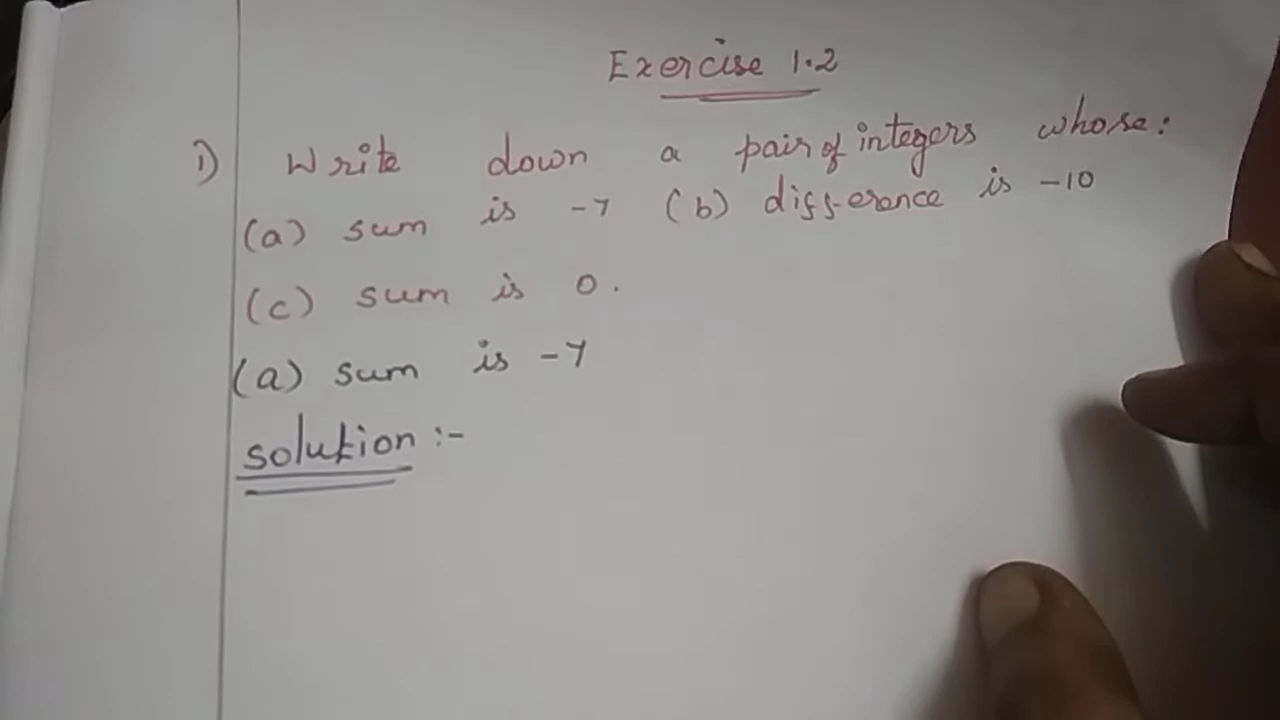 Exercise 1.2
1) Write down a pair of integers whose:
(a) sum is -7 (b) difference is -10
(c) sum is 0.
(a) sum is -7
solution :-